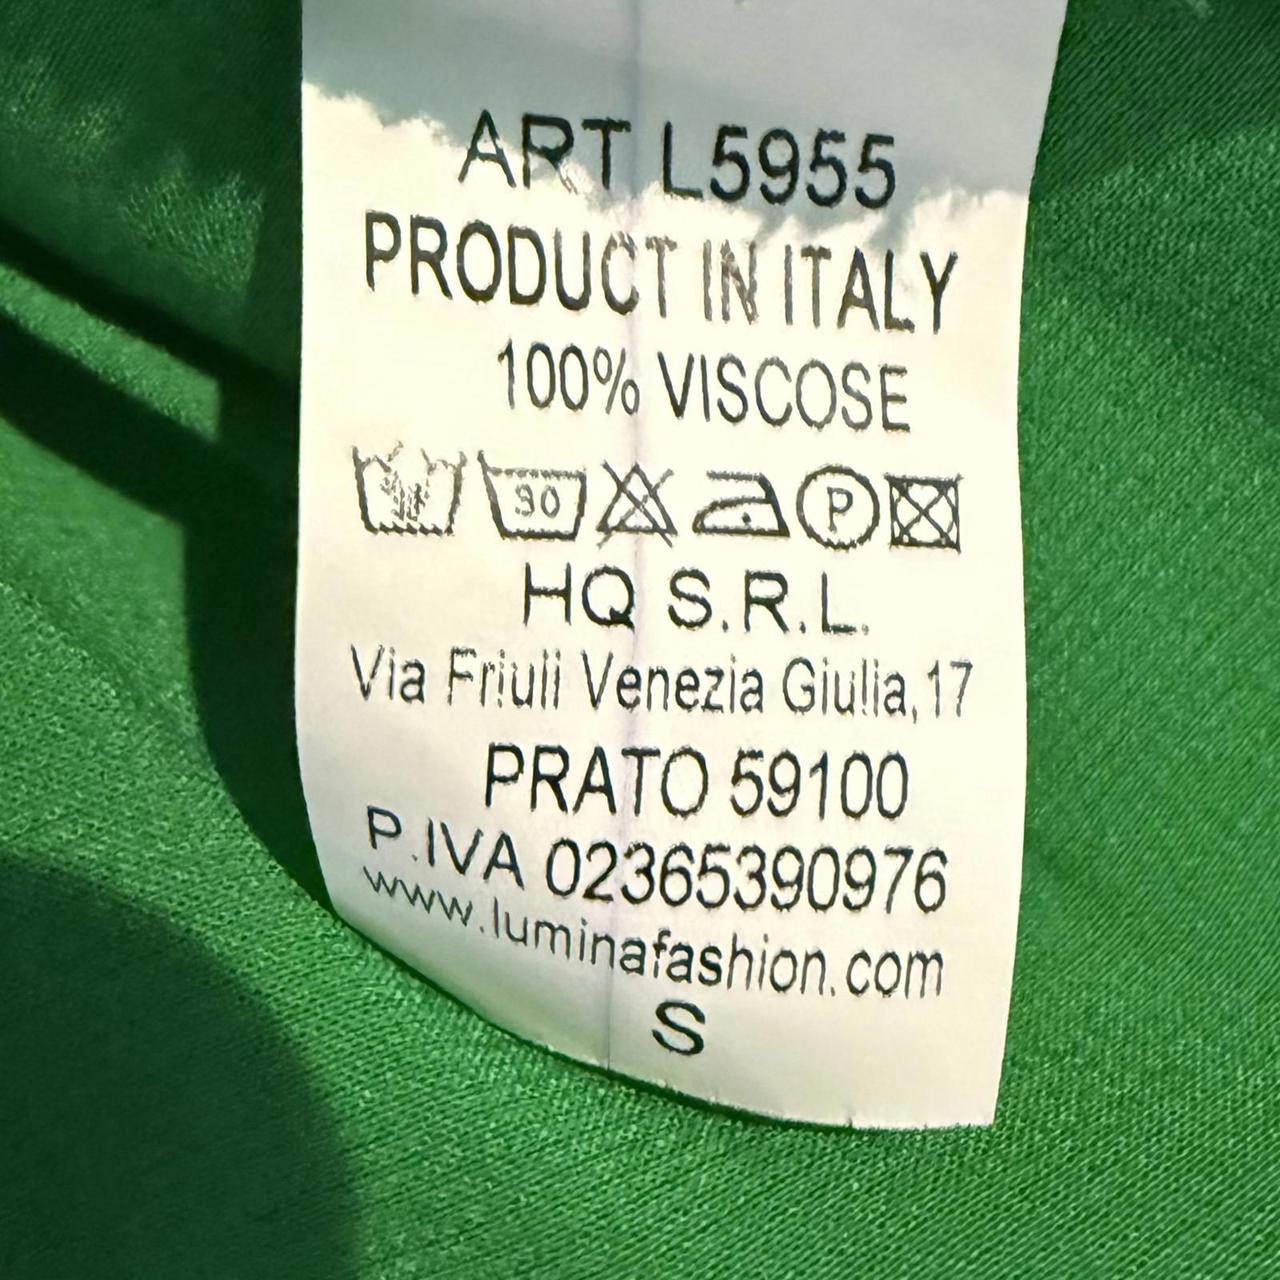 ART L5955
PRODUCT IN ITALY
100% VISCOSE
30 P
HQ S.R.L.
Via Friuli Venezia Giulia,17
PRATO 59100
P.IVA 02365390976
www.luminafashion.com
S